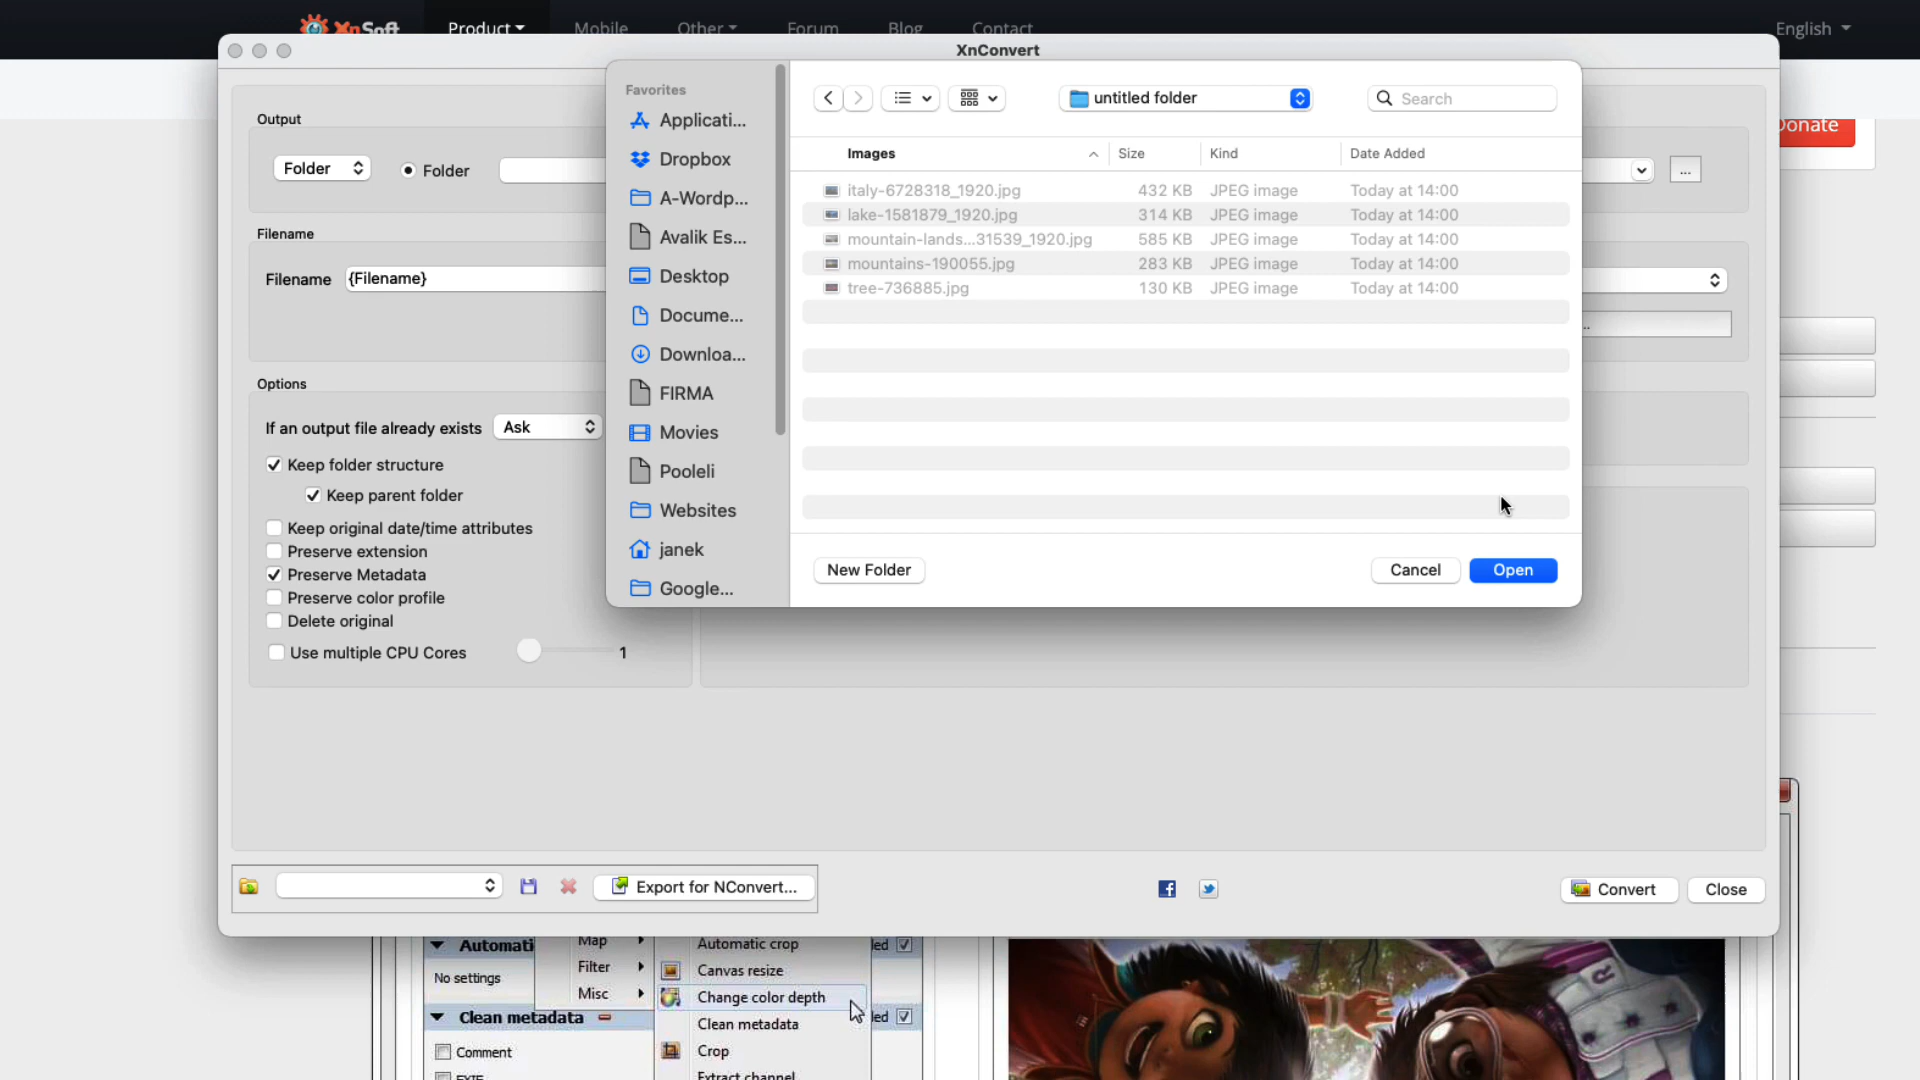 XnSoft Product Mobile Other Forum Blog Contact English
XnConvert
Donate
Output
Folder Folder
...
Filename
Filename {Filename}
Options
If an output file already exists Ask
Keep folder structure
Keep parent folder
Keep original date/time attributes
Preserve extension
Preserve Metadata
Preserve color profile
Delete original
Use multiple CPU Cores 1
Favorites
Applicati...
Dropbox
A-Wordp...
Avalik Es...
Desktop
Docume...
Downloa...
FIRMA
Movies
Pooleli
Websites
janek
Google...
untitled folder Search
Images Size Kind Date Added
italy-6728318_1920.jpg 432 KB JPEG image Today at 14:00
lake-1581879_1920.jpg 314 KB JPEG image Today at 14:00
mountain-lands...31539_1920.jpg 585 KB JPEG image Today at 14:00
mountains-190055.jpg 283 KB JPEG image Today at 14:00
tree-736885.jpg 130 KB JPEG image Today at 14:00
New Folder Cancel Open
Export for NConvert... Convert Close
Automati
No settings
Clean metadata
Comment
Map
Filter
Misc
Automatic crop
Canvas resize
Change color depth
Clean metadata
Crop
Extract channel
R